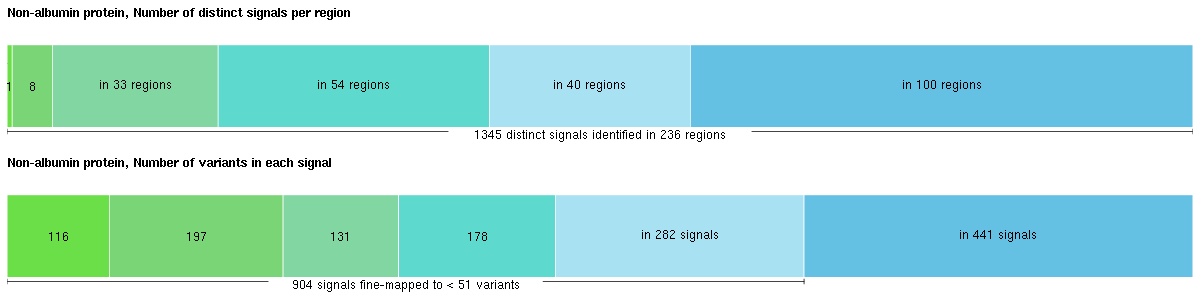 Non-albumin protein, Number of distinct signals per region
1 8 in 33 regions in 54 regions in 40 regions in 100 regions
1345 distinct signals identified in 236 regions
Non-albumin protein, Number of variants in each signal
116 197 131 178 in 282 signals in 441 signals
904 signals fine-mapped to < 51 variants